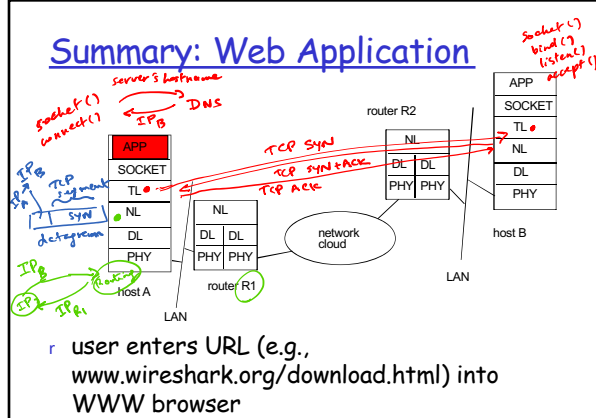 Summary: Web Application
socket()
bind()
listen()
accept()
server's hostname
DNS
IPB
socket()
connect()
APP
SOCKET
TL
NL
DL
PHY
host A
IPB
IPA
TCP
segment
SYN
datagram
IPB
Routing
IP
IPR1
LAN
NL
DL DL
PHY PHY
router R1
network
cloud
TCP SYN
TCP SYN+ACK
TCP ACK
router R2
NL
DL DL
PHY PHY
LAN
APP
SOCKET
TL
NL
DL
PHY
host B
r user enters URL (e.g.,
www.wireshark.org/download.html) into
WWW browser